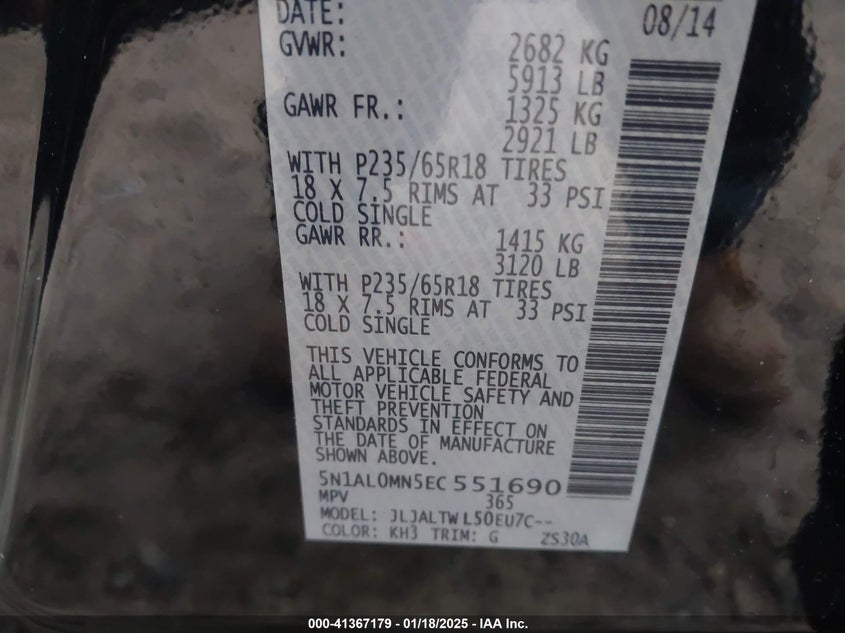 DATE: 08/14
GVWR: 2682 KG
5913 LB
GAWR FR.: 1325 KG
2921 LB
WITH P235/65R18 TIRES
18 X 7.5 RIMS AT 33 PSI
COLD SINGLE
GAWR RR.: 1415 KG
3120 LB
WITH P235/65R18 TIRES
18 X 7.5 RIMS AT 33 PSI
COLD SINGLE
THIS VEHICLE CONFORMS TO
ALL APPLICABLE FEDERAL
MOTOR VEHICLE SAFETY AND
THEFT PREVENTION
STANDARDS IN EFFECT ON
THE DATE OF MANUFACTURE
SHOWN ABOVE.
5N1AL0MN5EC 551690
MPV 365
MODEL: JLJALTW L50EU7C--
COLOR: KH3 TRIM: G ZS30A
000-41367179 - 01/18/2025 - IAA Inc.